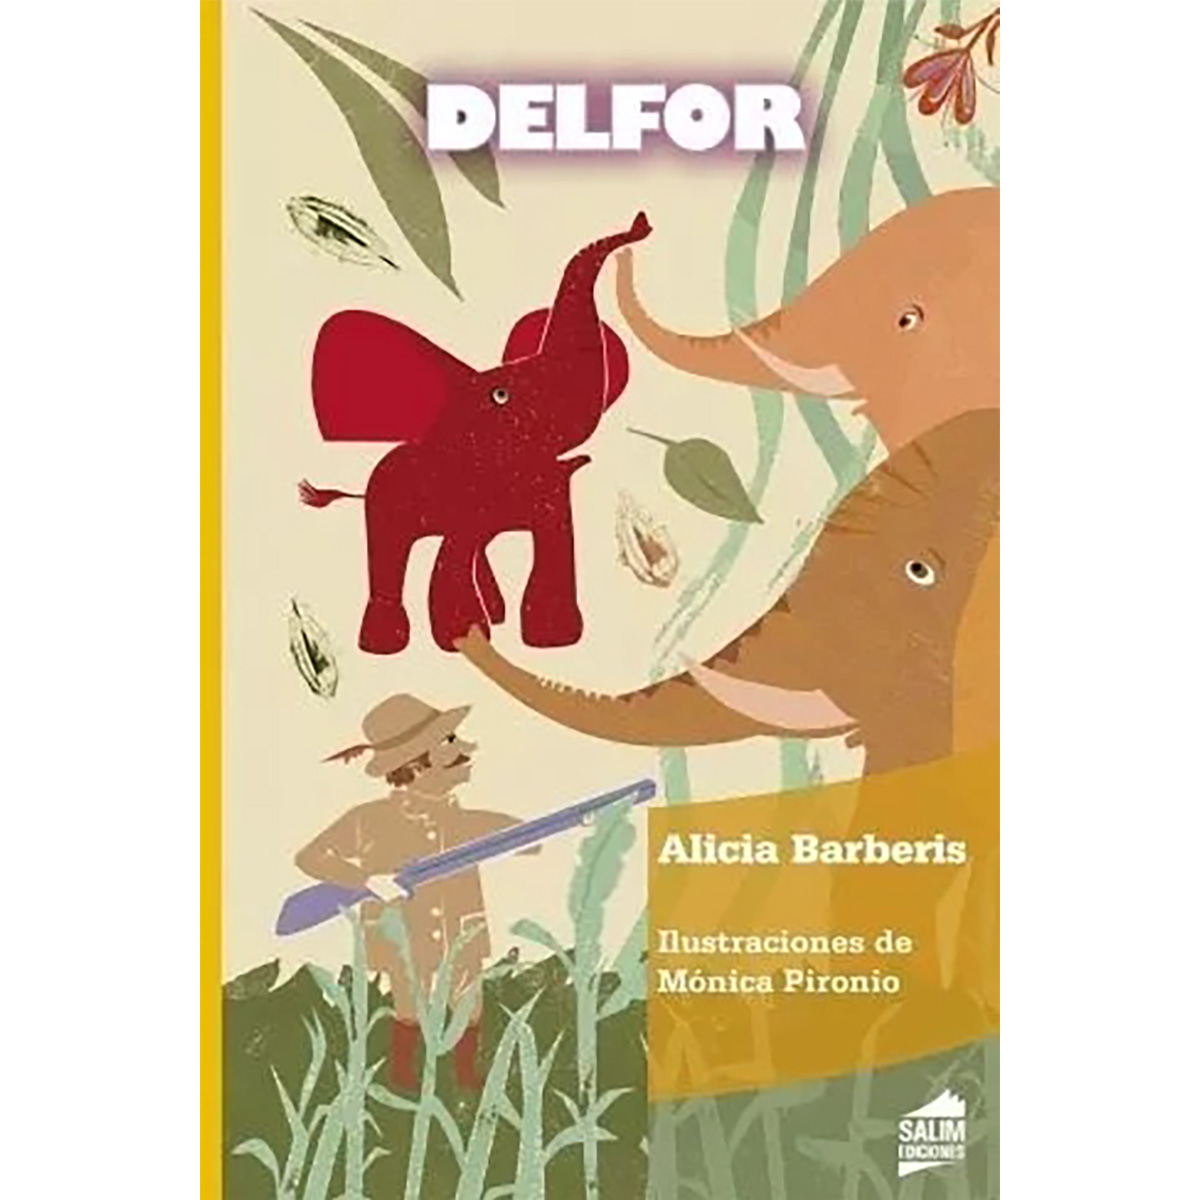 DELFOR
Alicia Barberis
Ilustraciones de
Mónica Pironio
SALIM
EDICIONES